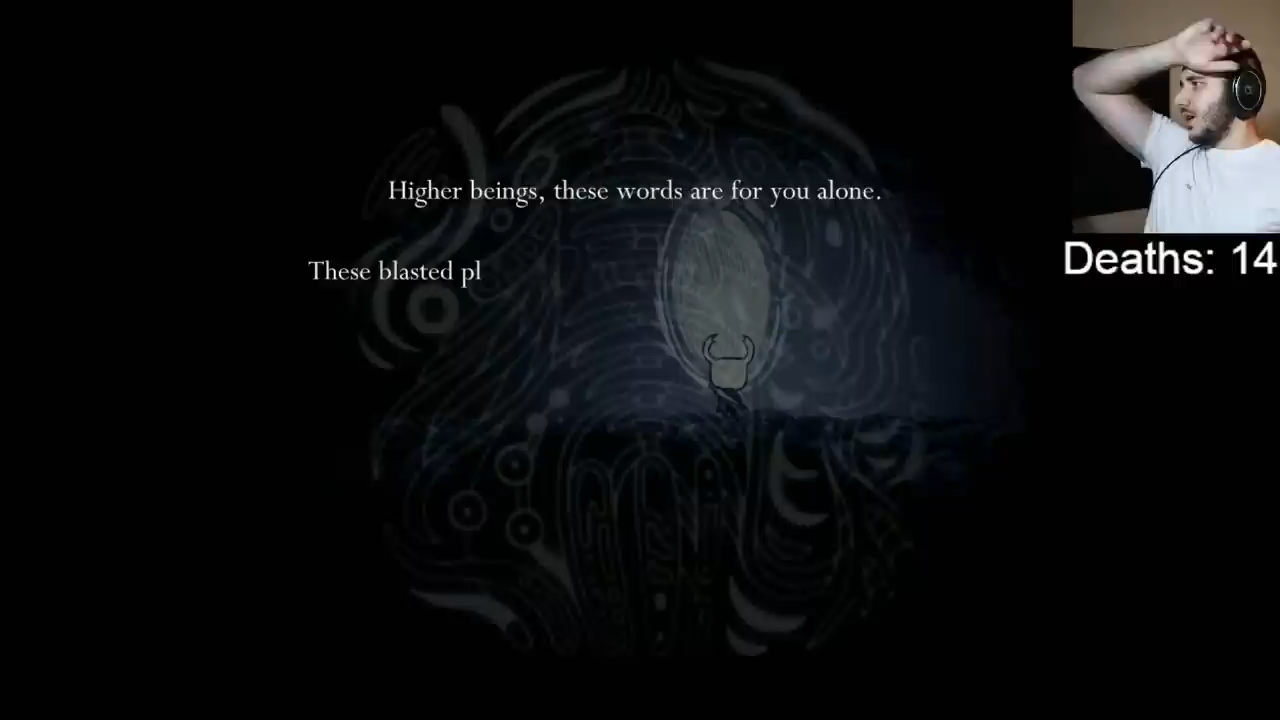 Higher beings, these words are for you alone.
These blasted pl
Deaths: 14